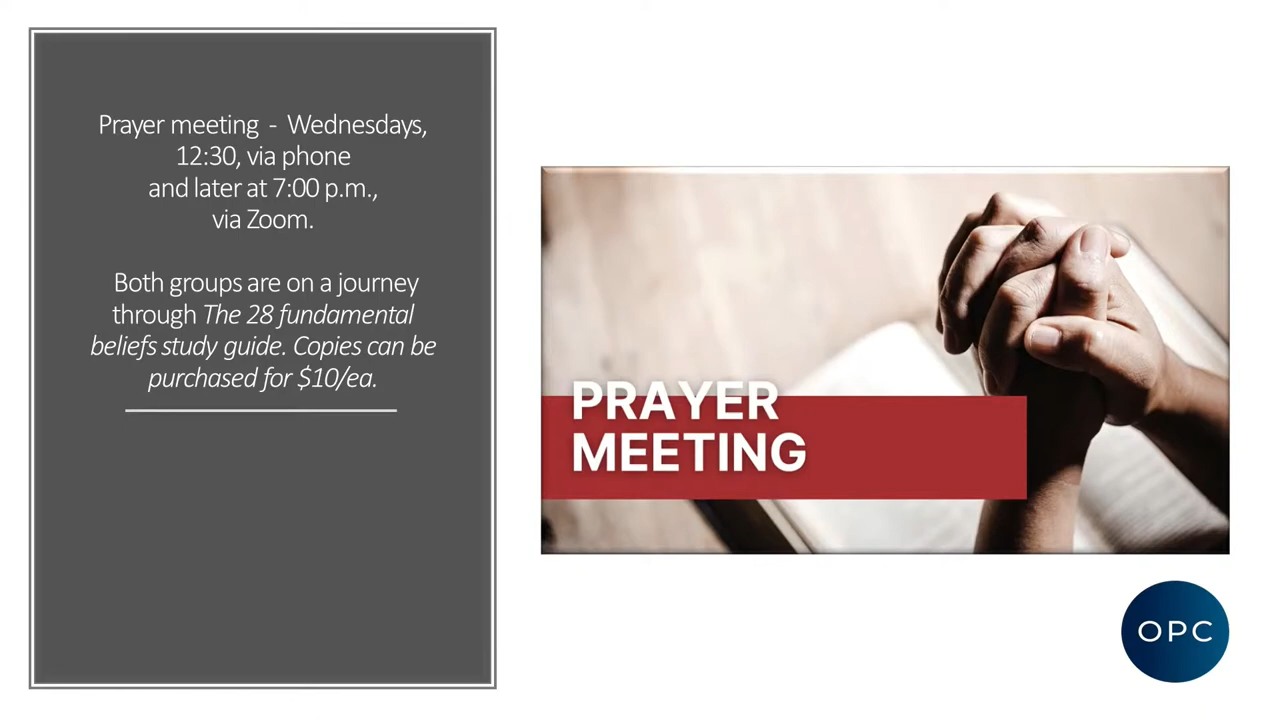 Prayer meeting - Wednesdays,
12:30, via phone
and later at 7:00 p.m.,
via Zoom.
Both groups are on a journey
through The 28 fundamental
beliefs study guide. Copies can be
purchased for $10/ea.
PRAYER
MEETING
OPC